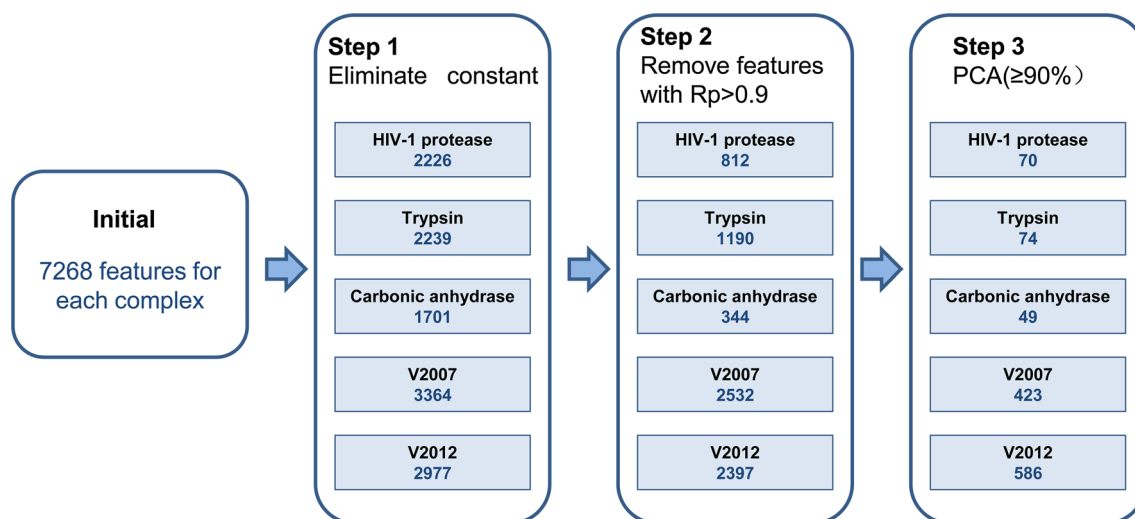 Initial
7268 features for
each complex
Step 1
Eliminate constant
HIV-1 protease
2226
Trypsin
2239
Carbonic anhydrase
1701
V2007
3364
V2012
2977
Step 2
Remove features
with Rp>0.9
HIV-1 protease
812
Trypsin
1190
Carbonic anhydrase
344
V2007
2532
V2012
2397
Step 3
PCA(≥90%）
HIV-1 protease
70
Trypsin
74
Carbonic anhydrase
49
V2007
423
V2012
586